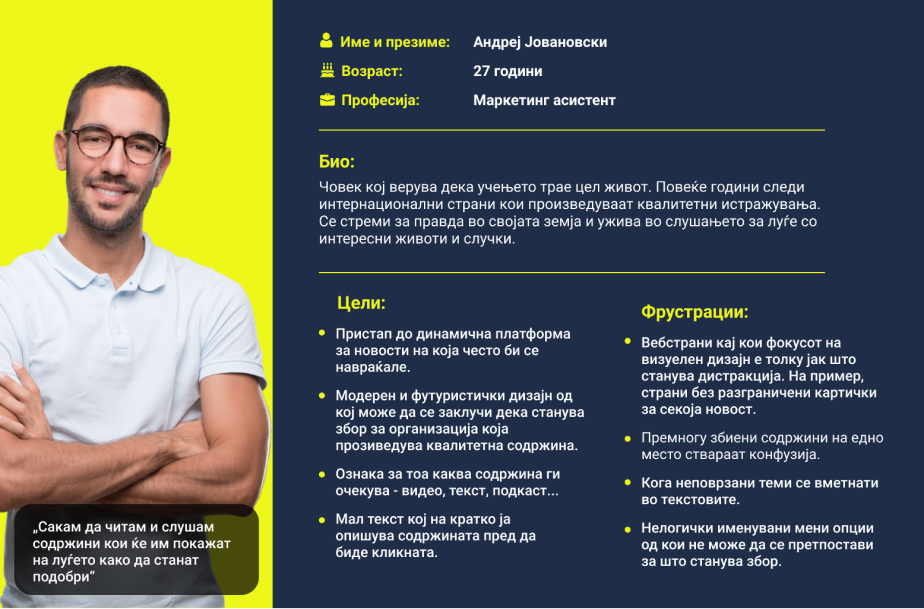 Име и презиме: Андреј Јовановски
Возраст: 27 години
Професија: Маркетинг асистент
Био:
Човек кој верува дека учењето трае цел живот. Повеќе години следи
интернационални страни кои произведуваат квалитетни истражувања.
Се стреми за правда во својата земја и ужива во слушањето за луѓе со
интересни животи и случки.
Цели:
Пристап до динамична платформа
за новости на која често би се
навраќале.
Модерен и футуристички дизајн од
кој може да се заклучи дека станува
збор за организација која
прозиведува квалитетна содржина.
Ознака за тоа каква содржина ги
очекува - видео, текст, подкаст...
Мал текст кој на кратко ја
опишува содржината пред да
биде кликната.
Фрустрации:
Вебстрани кај кои фокусот на
визуелен дизајн е толку јак што
станува дистракција. На пример,
страни без разграничени картички
за секоја новост.
Премногу збиени содржини на едно
место ствараат конфузија.
Кога неповрзани теми се вметнати
во текстовите.
Нелогички именувани мени опции
од кои не може да се претпостави
за што станува збор.
„Сакам да читам и слушам
содржини кои ќе им покажат
на луѓето како да станат
подобри“